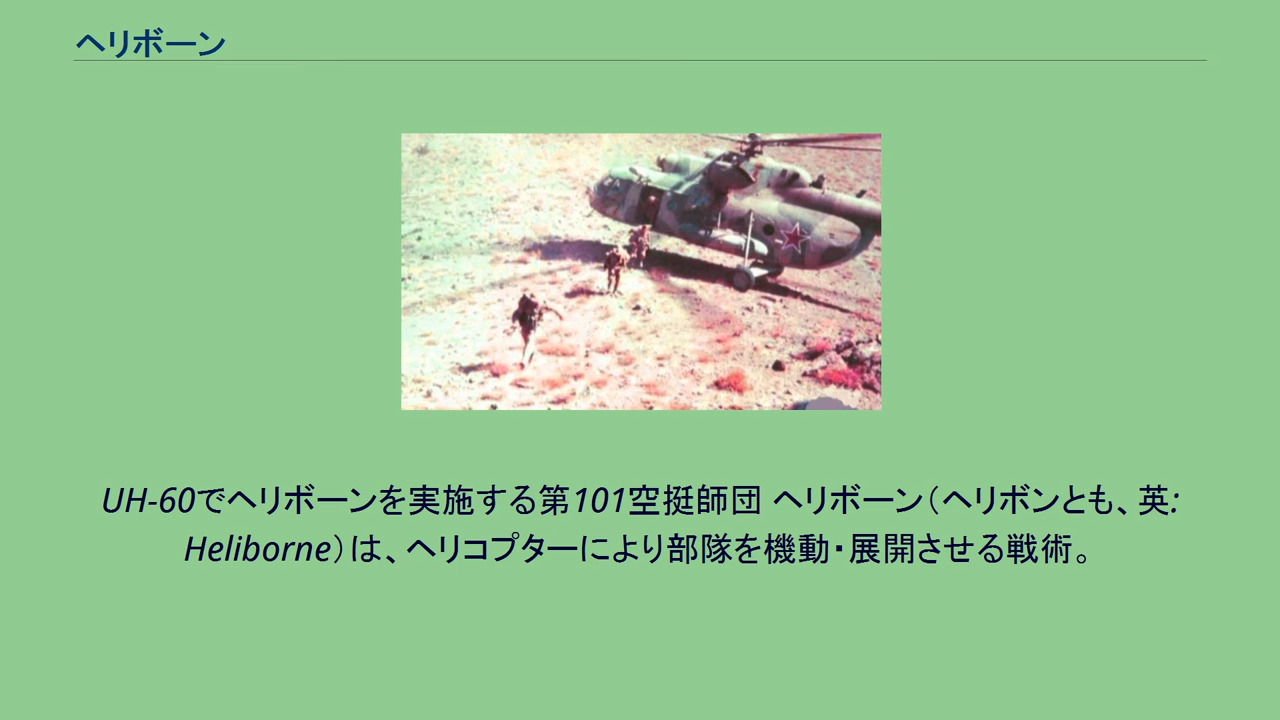 ヘリボーン
UH-60でヘリボーンを実施する第101空挺師団 ヘリボーン（ヘリボンとも、英:
Heliborne）は、ヘリコプターにより部隊を機動・展開させる戦術。